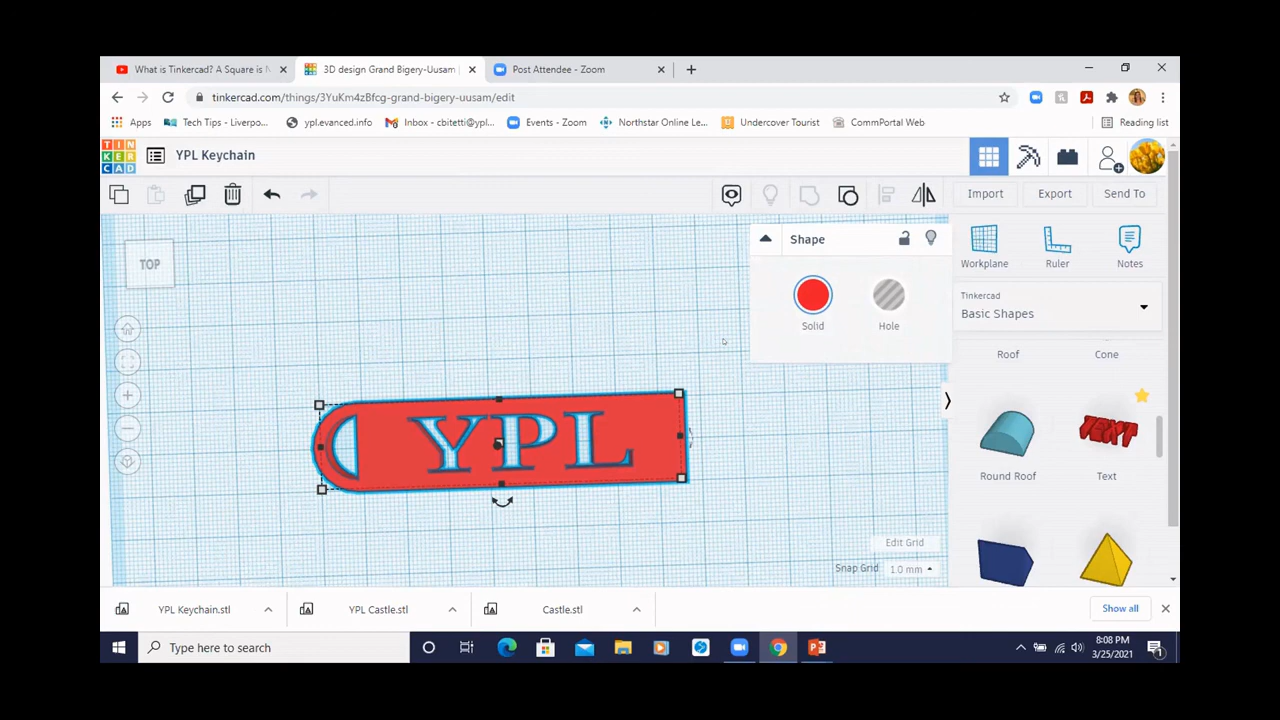 What is Tinkercad? A Square is N
3D design Grand Bigery-Uusam
Post Attendee - Zoom
tinkercad.com/things/3YuKm4zBfcg-grand-bigery-uusam/edit
Apps
Tech Tips - Liverpo...
ypl.evanced.info
Inbox - cbitetti@ypl...
Events - Zoom
Northstar Online Le...
Undercover Tourist
CommPortal Web
Reading list
TIN
KER
CAD
YPL Keychain
Import
Export
Send To
TOP
Shape
Solid
Hole
Workplane
Ruler
Notes
Tinkercad
Basic Shapes
Roof
Cone
TEXT
Round Roof
Text
YPL
Edit Grid
Snap Grid 1.0 mm
YPL Keychain.stl
YPL Castle.stl
Castle.stl
Show all
Type here to search
8:08 PM
3/25/2021
1